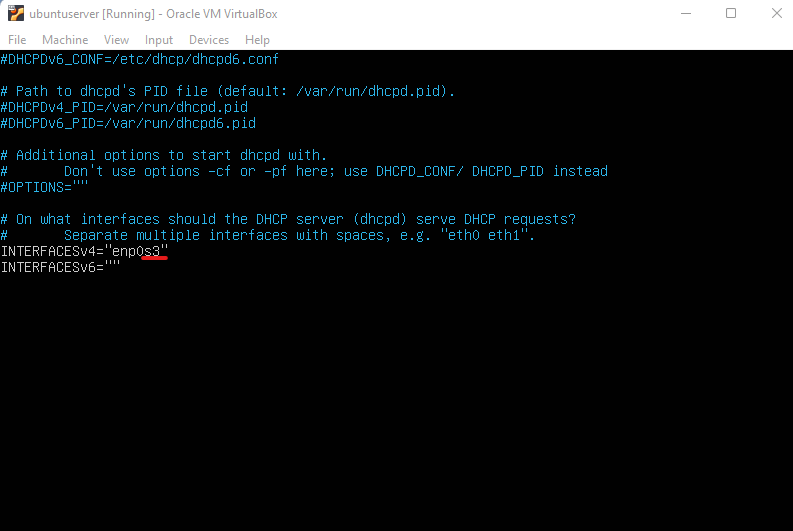 ubuntuserver [Running] - Oracle VM VirtualBox
File Machine View Input Devices Help
#DHCPDv6_CONF=/etc/dhcp/dhcpd6.conf
# Path to dhcpd's PID file (default: /var/run/dhcpd.pid).
#DHCPDv4_PID=/var/run/dhcpd.pid
#DHCPDv6_PID=/var/run/dhcpd6.pid
# Additional options to start dhcpd with.
#       Don't use options -cf or -pf here; use DHCPD_CONF/ DHCPD_PID instead
#OPTIONS=""
# On what interfaces should the DHCP server (dhcpd) serve DHCP requests?
#       Separate multiple interfaces with spaces, e.g. "eth0 eth1".
INTERFACESv4="enp0s3"
INTERFACESv6=""